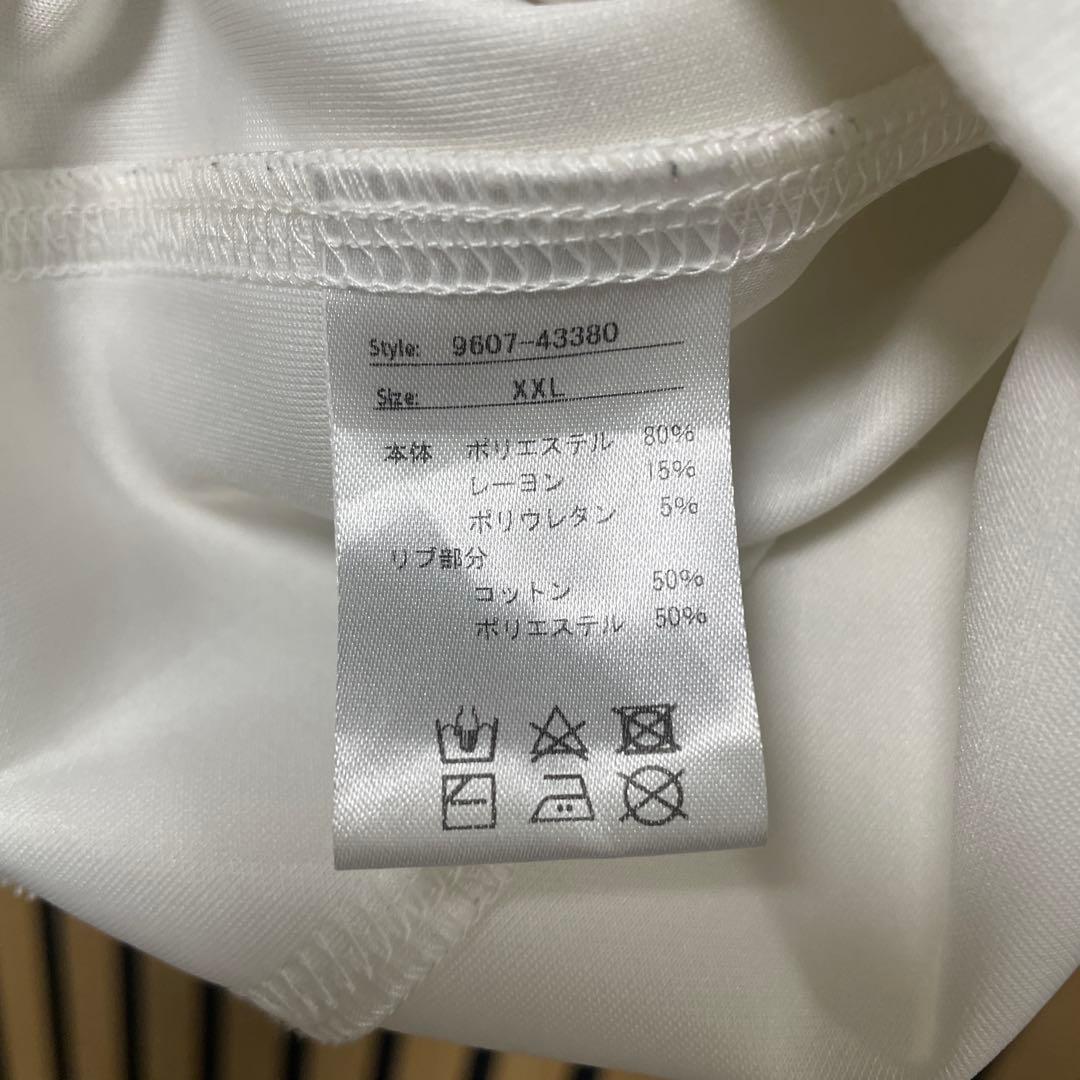 Style: 9607-43380
Size: XXL
本体 ポリエステル 80%
レーヨン 15%
ポリウレタン 5%
リブ部分
コットン 50%
ポリエステル 50%